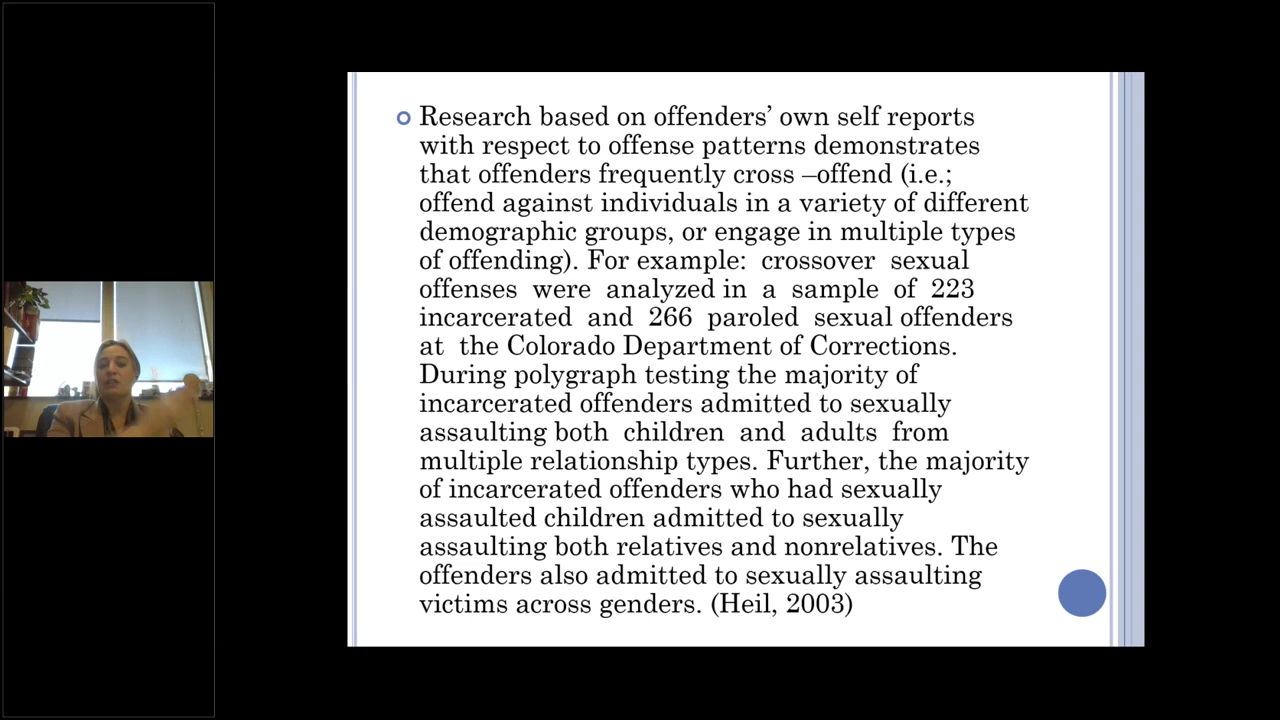 Research based on offenders’ own self reports
with respect to offense patterns demonstrates
that offenders frequently cross –offend (i.e.;
offend against individuals in a variety of different
demographic groups, or engage in multiple types
of offending). For example: crossover sexual
offenses were analyzed in a sample of 223
incarcerated and 266 paroled sexual offenders
at the Colorado Department of Corrections.
During polygraph testing the majority of
incarcerated offenders admitted to sexually
assaulting both children and adults from
multiple relationship types. Further, the majority
of incarcerated offenders who had sexually
assaulted children admitted to sexually
assaulting both relatives and nonrelatives. The
offenders also admitted to sexually assaulting
victims across genders. (Heil, 2003)